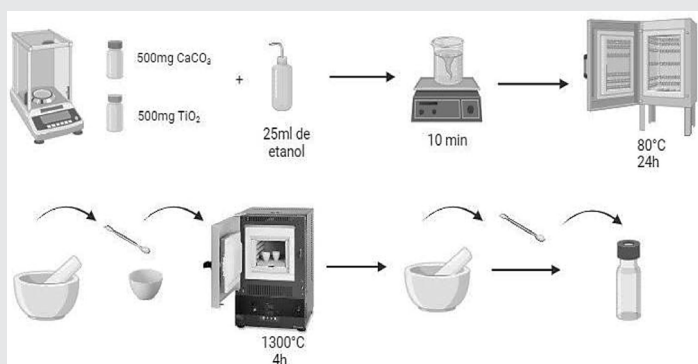 500mg CaCO₃
+
500mg TiO₂
25ml de
etanol
10 min
80°C
24h
1300°C
4h